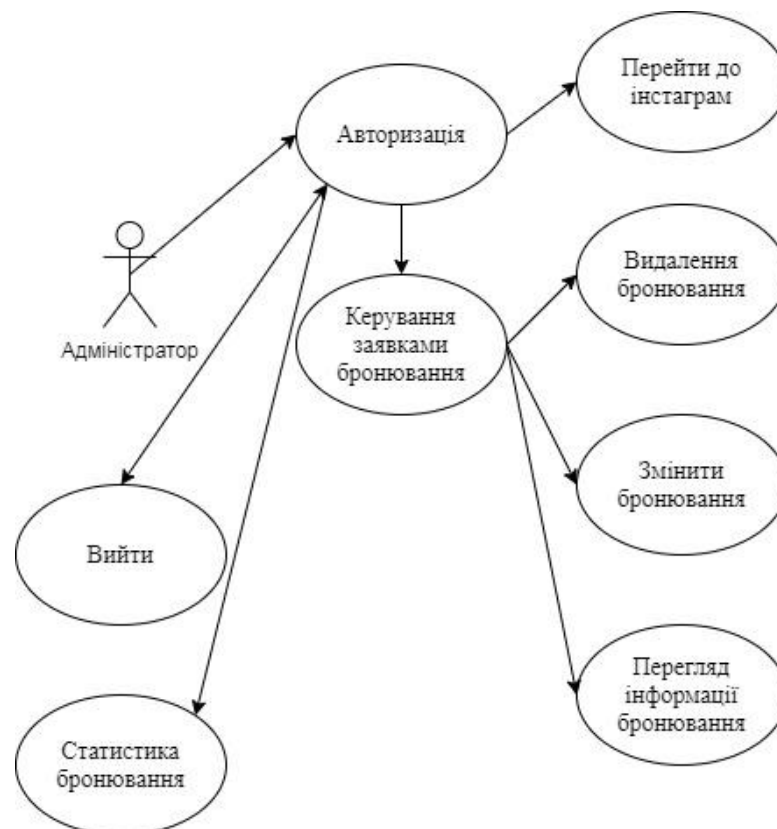 Перейти до
інстаграм
Авторизація
Видалення
бронювання
Керування
заявками
бронювання
Адміністратор
Змінити
бронювання
Вийти
Перегляд
інформації
бронювання
Статистика
бронювання